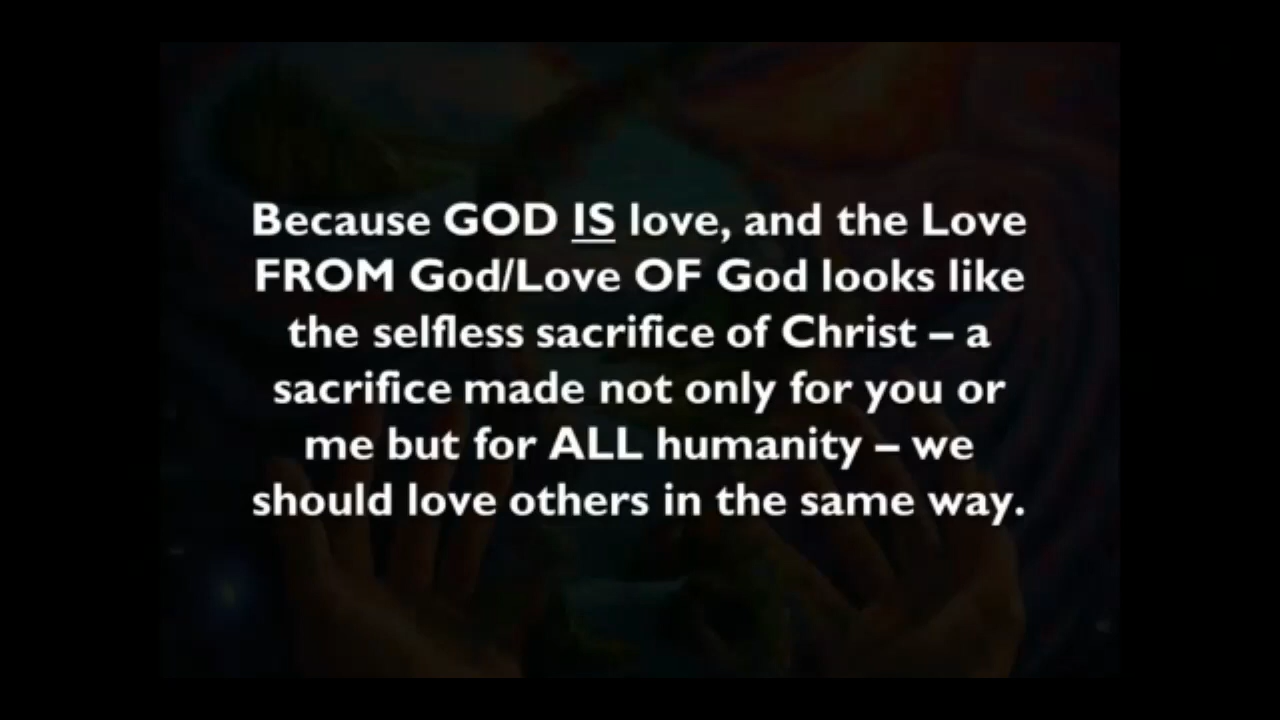 Because GOD IS love, and the Love
FROM God/Love OF God looks like
the selfless sacrifice of Christ – a
sacrifice made not only for you or
me but for ALL humanity – we
should love others in the same way.